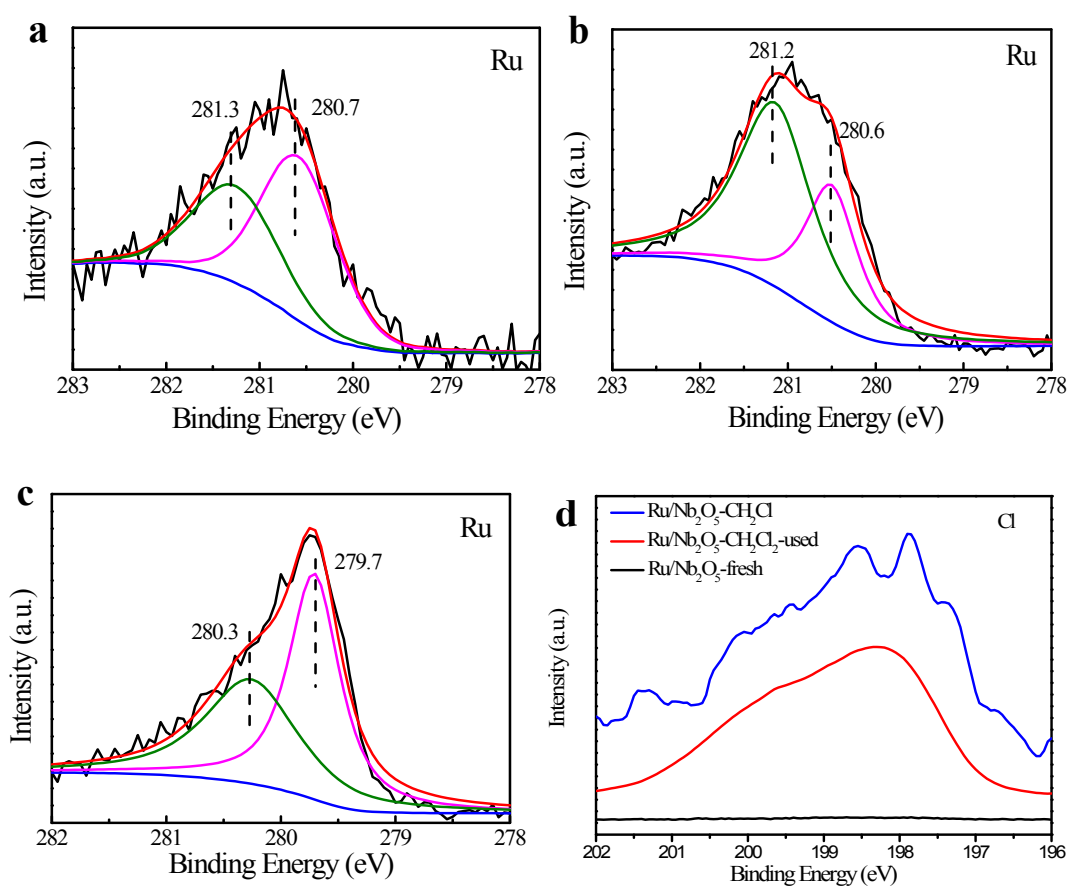 a
Ru
281.3
280.7
Intensity (a.u.)
283 282 281 280 279 278
Binding Energy (eV)
b
Ru
281.2
280.6
Intensity (a.u.)
283 282 281 280 279 278
Binding Energy (eV)
c
Ru
279.7
280.3
Intensity (a.u.)
282 281 280 279 278
Binding Energy (eV)
d
Cl
Ru/Nb₂O₅-CH₂Cl
Ru/Nb₂O₅-CH₂Cl₂-used
Ru/Nb₂O₅-fresh
Intensity (a.u.)
202 201 200 199 198 197 196
Binding Energy (eV)